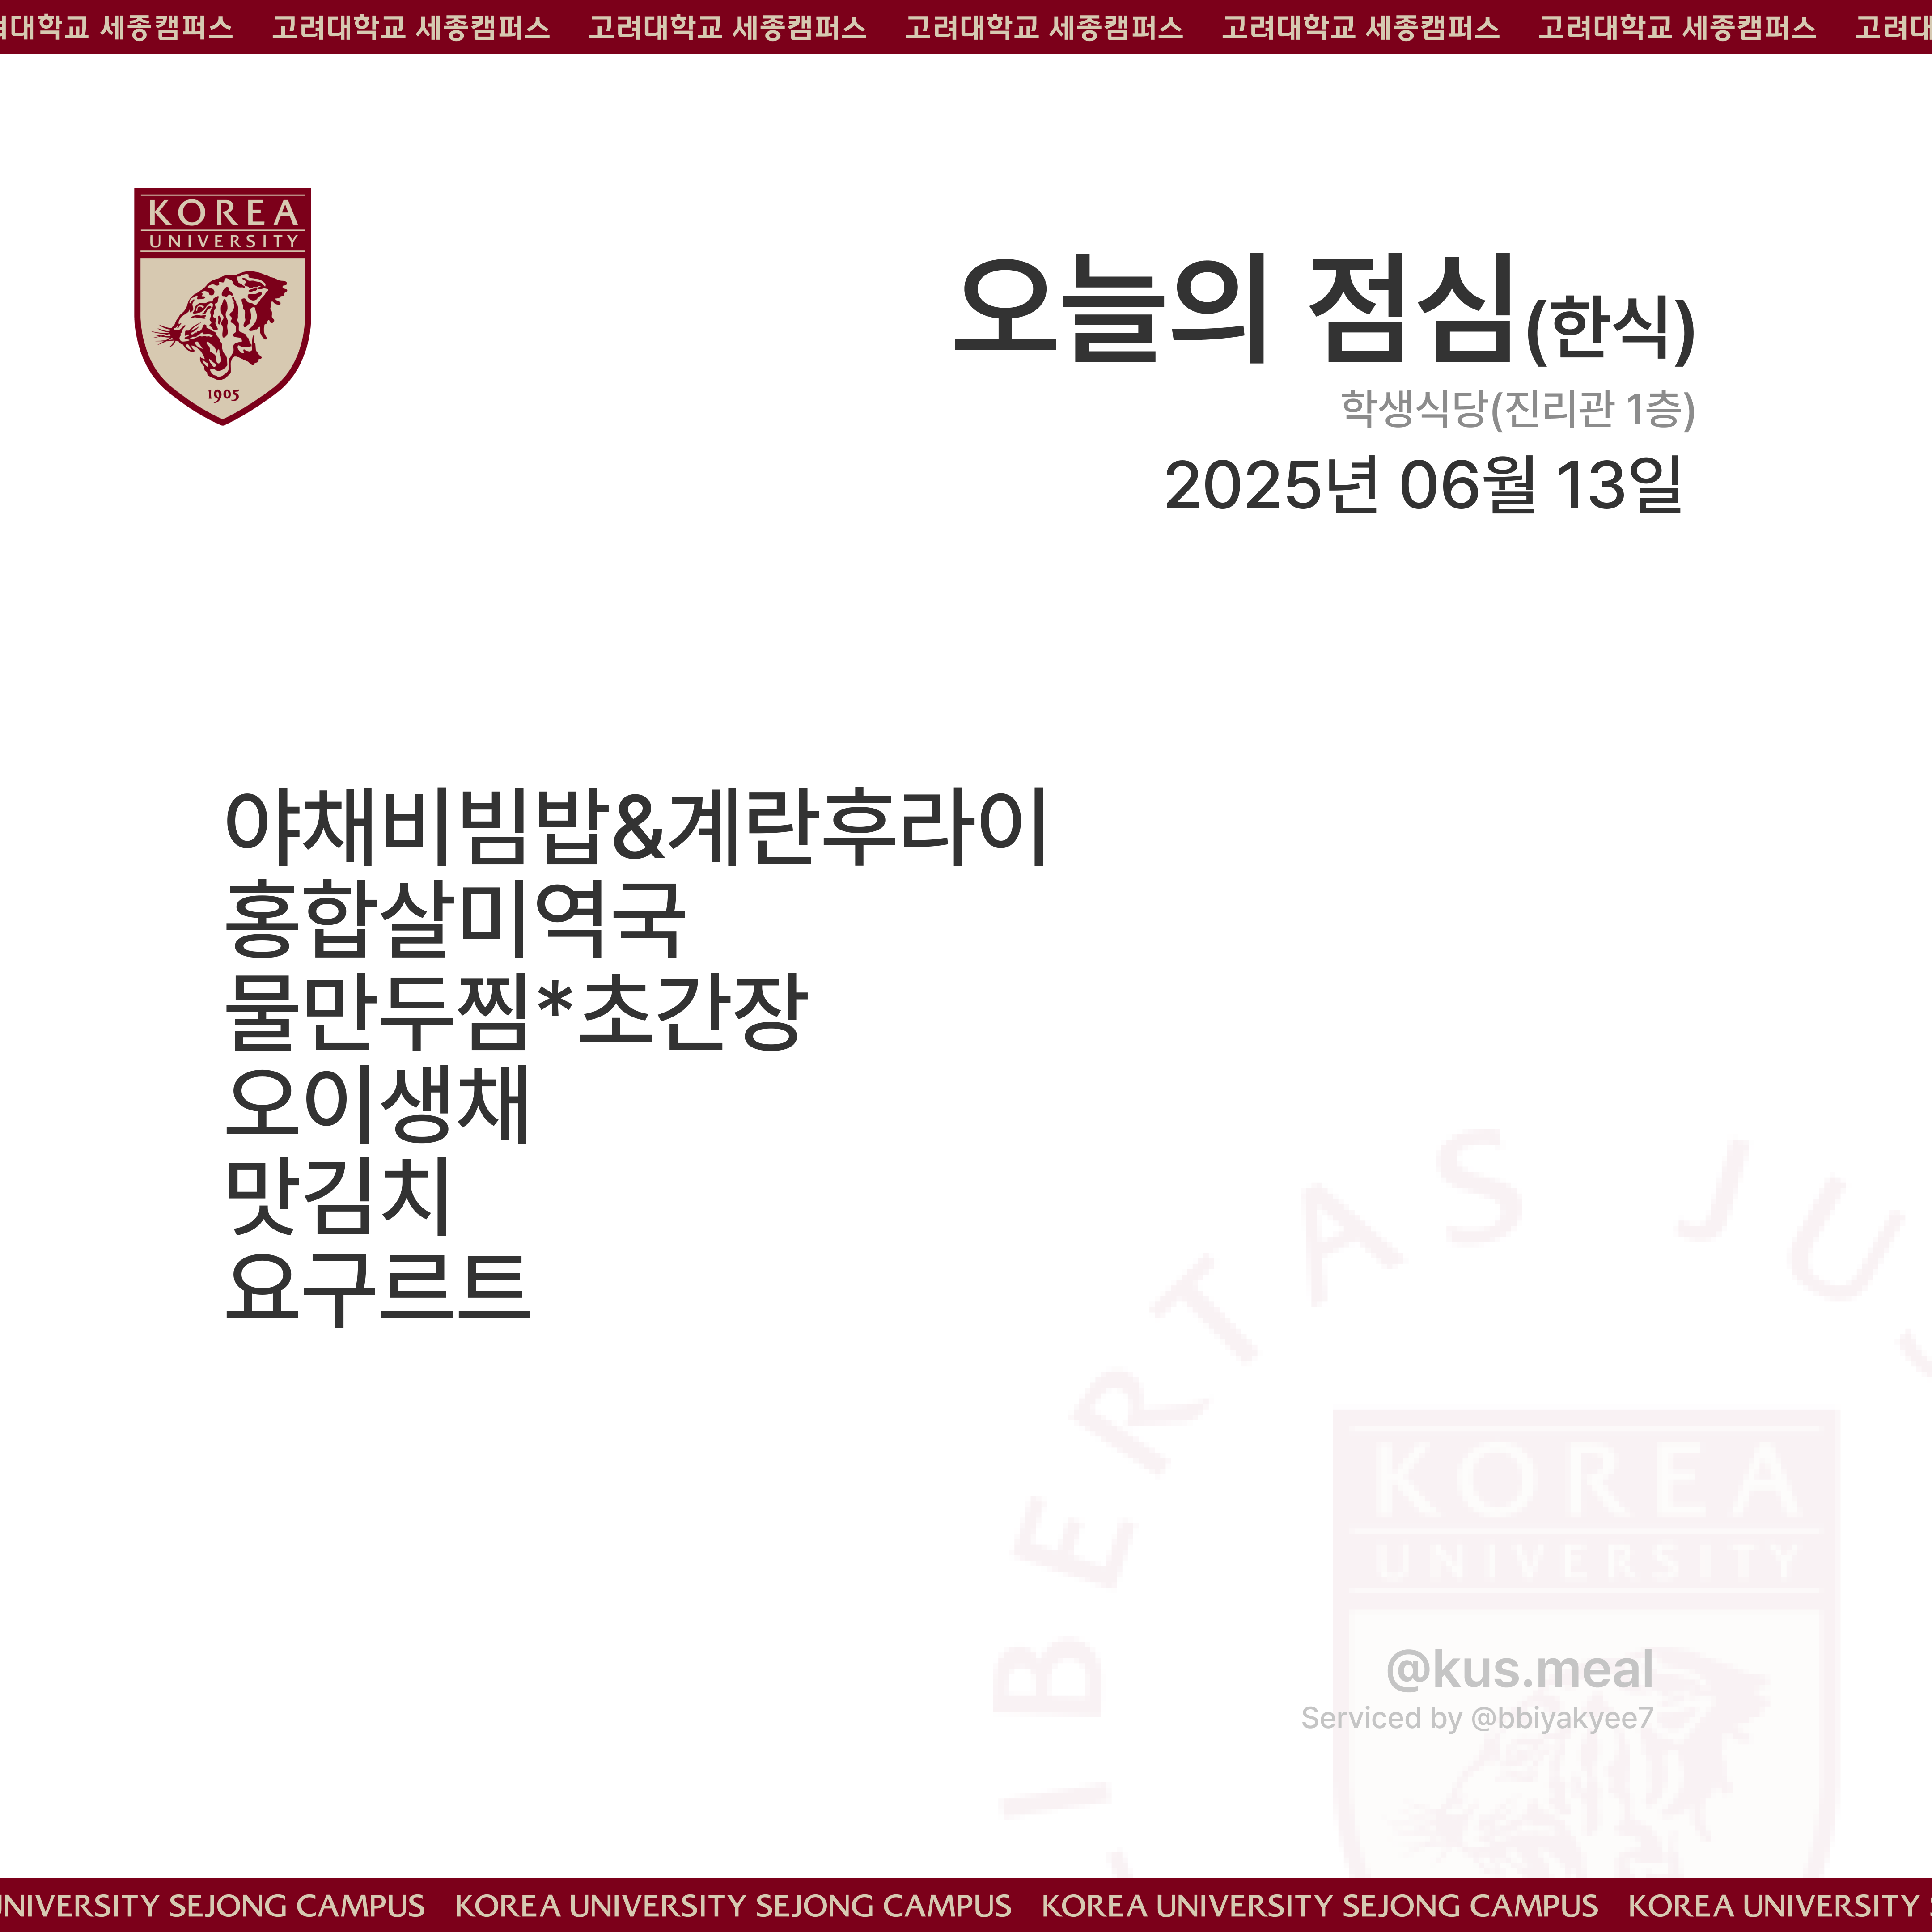 고려대학교 세종캠퍼스 고려대학교 세종캠퍼스 고려대학교 세종캠퍼스 고려대학교 세종캠퍼스 고려대학교 세종캠퍼스 고려대학교 세종캠퍼스 고려대
KOREA
UNIVERSITY
1905
오늘의 점심(한식)
학생식당(진리관 1층)
2025년 06월 13일
야채비빔밥&계란후라이
홍합살미역국
물만두찜*초간장
오이생채
맛김치
요구르트
LIBERTAS JUS
KOREA
UNIVERSITY
@kus.meal
Serviced by @bbiyakyee7
UNIVERSITY SEJONG CAMPUS KOREA UNIVERSITY SEJONG CAMPUS KOREA UNIVERSITY SEJONG CAMPUS KOREA UNIVERSITY